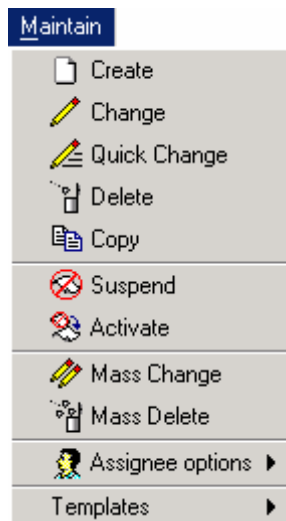 Maintain
Create
Change
Quick Change
Delete
Copy
Suspend
Activate
Mass Change
Mass Delete
Assignee options
Templates